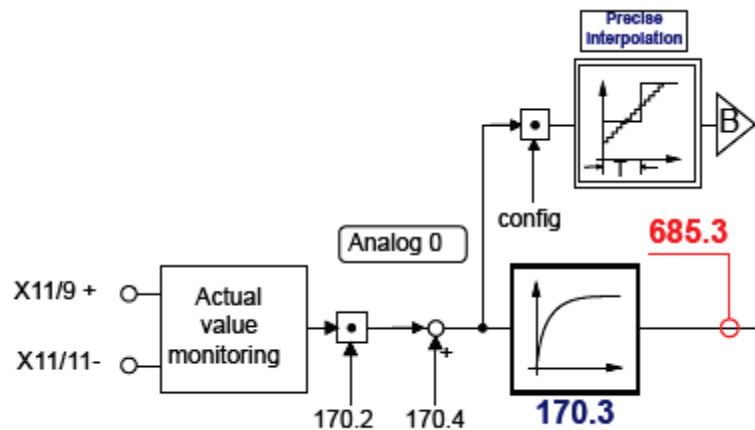 Precise
Interpolation
B
T
config
Analog 0
685.3
X11/9 +
Actual
value
monitoring
X11/11-
+
170.2
170.4
170.3